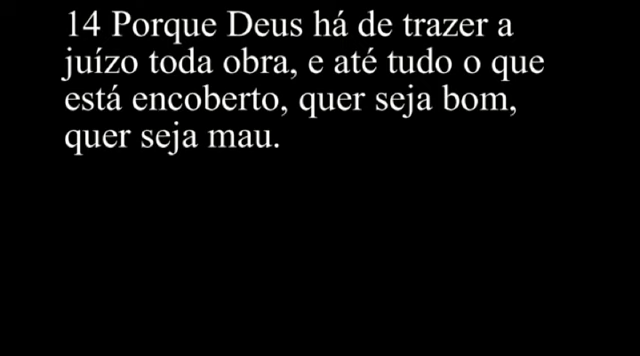 14 Porque Deus há de trazer a
juízo toda obra, e até tudo o que
está encoberto, quer seja bom,
quer seja mau.